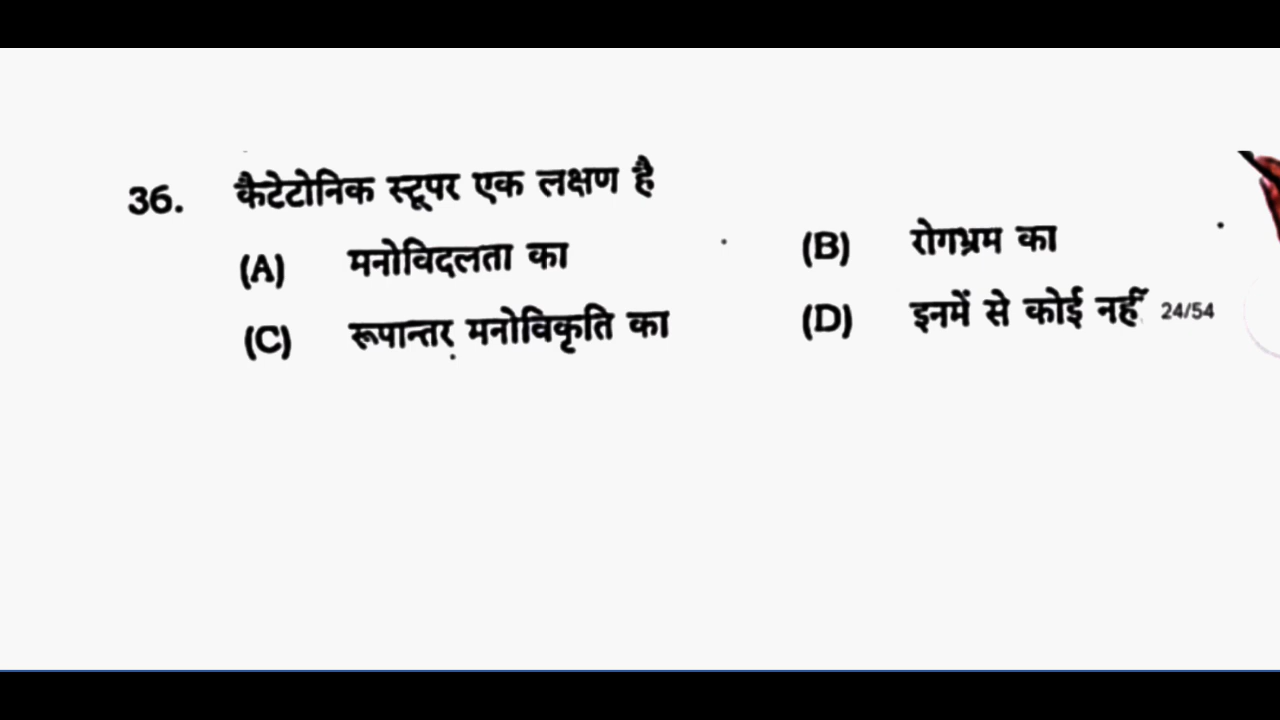 36. कैटेटोनिक स्टूपर एक लक्षण है
(A) मनोविदलता का (B) रोगभ्रम का
(C) रूपान्तर मनोविकृति का (D) इनमें से कोई नहीं 24/54